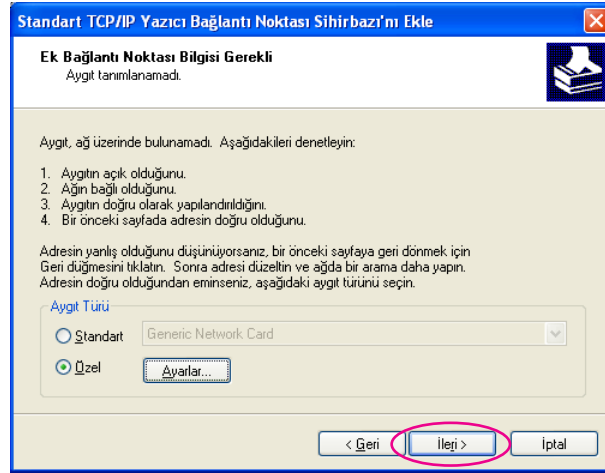 Standart TCP/IP Yazıcı Bağlantı Noktası Sihirbazı'nı Ekle
Ek Bağlantı Noktası Bilgisi Gerekli
Aygıt tanımlanamadı.
Aygıt, ağ üzerinde bulunamadı. Aşağıdakileri denetleyin:
1. Aygıtın açık olduğunu.
2. Ağın bağlı olduğunu.
3. Aygıtın doğru olarak yapılandırıldığını.
4. Bir önceki sayfada adresin doğru olduğunu.
Adresin yanlış olduğunu düşünüyorsanız, bir önceki sayfaya geri dönmek için
Geri düğmesini tıklatın. Sonra adresi düzeltin ve ağda bir arama daha yapın.
Adresin doğru olduğundan eminseniz, aşağıdaki aygıt türünü seçin.
Aygıt Türü
Standart Generic Network Card
Özel Ayarlar...
< Geri İleri > İptal